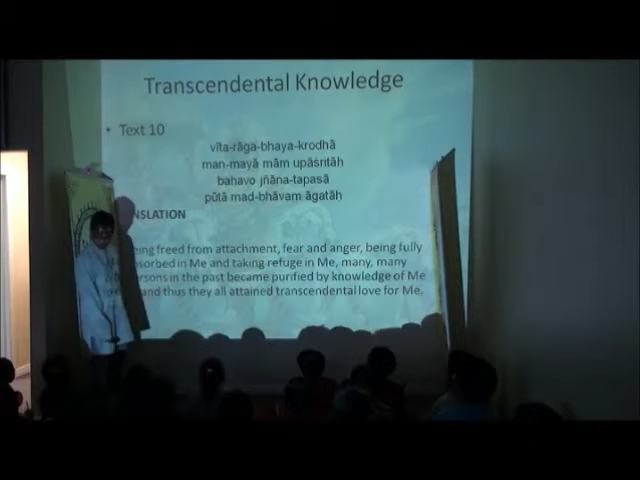 Transcendental Knowledge
• Text 10
vīta-rāga-bhaya-krodhā
man-mayā mām upāśritāḥ
bahavo jñāna-tapasā
pūtā mad-bhāvam āgatāḥ
NSLATION
ing freed from attachment, fear and anger, being fully
sorbed in Me and taking refuge in Me, many, many
rsons in the past became purified by knowledge of Me
and thus they all attained transcendental love for Me.